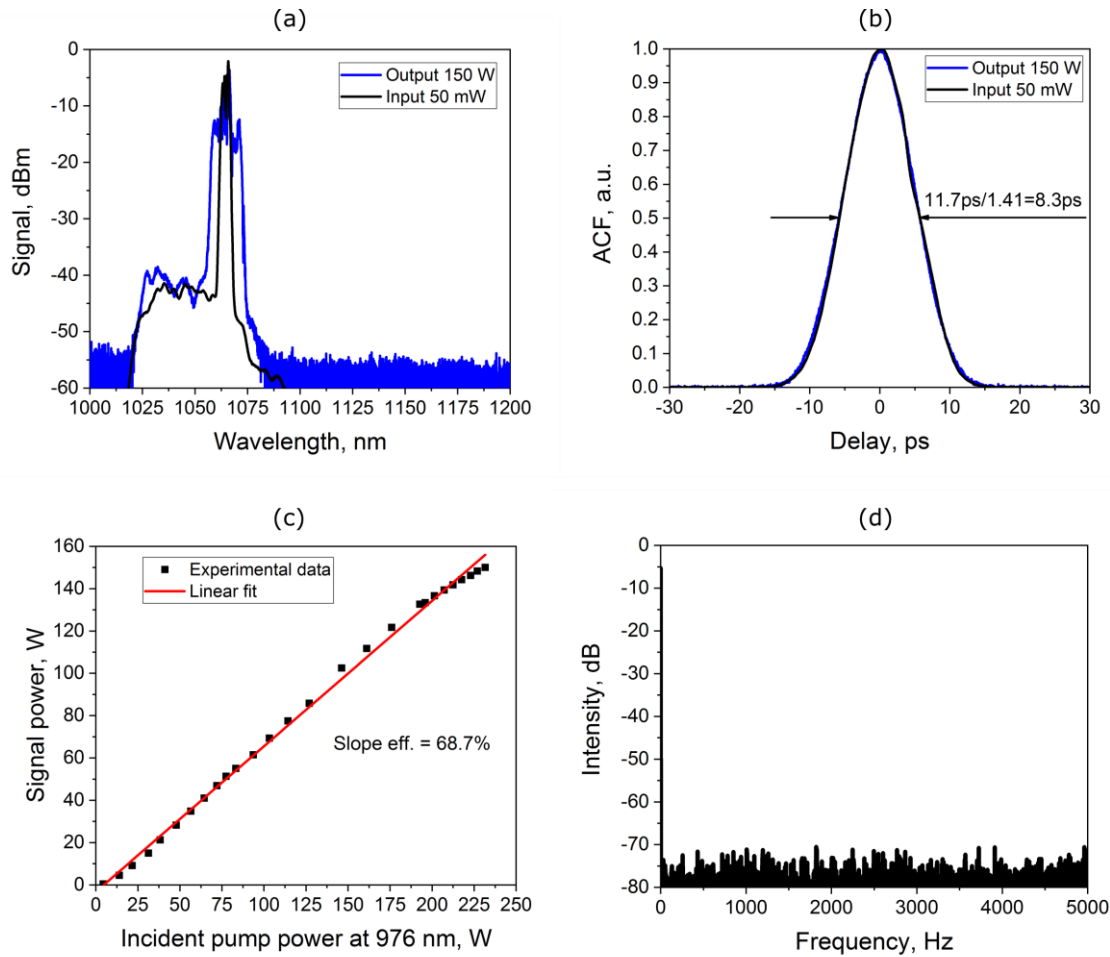 (a)
0
-10
-20
-30
-40
-50
-60
Signal, dBm
Output 150 W
Input 50 mW
1000 1025 1050 1075 1100 1125 1150 1175 1200
Wavelength, nm
(b)
1.0
0.9
0.8
0.7
0.6
0.5
0.4
0.3
0.2
0.1
0.0
ACF, a.u.
Output 150 W
Input 50 mW
11.7ps/1.41=8.3ps
-30 -20 -10 0 10 20 30
Delay, ps
(c)
160
140
120
100
80
60
40
20
0
Signal power, W
Experimental data
Linear fit
Slope eff. = 68.7%
0 25 50 75 100 125 150 175 200 225 250
Incident pump power at 976 nm, W
(d)
0
-10
-20
-30
-40
-50
-60
-70
-80
Intensity, dB
0 1000 2000 3000 4000 5000
Frequency, Hz